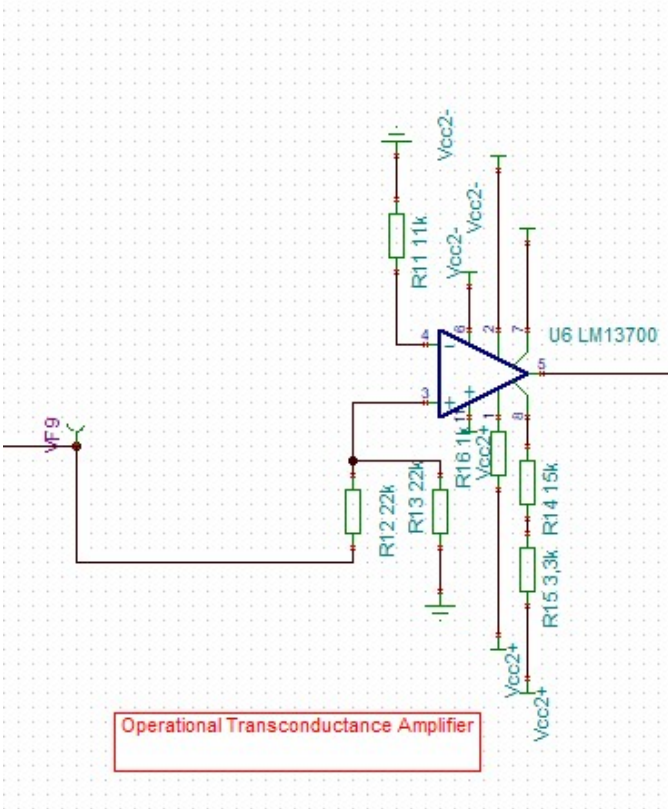 Vcc2-
Vcc2-
Vcc2-
R11 11k
6
2
7
U6 LM13700
4
5
3
1
8
VF9
R16 1k
Vcc2+
R12 22k
R13 22k
R14 15k
R15 3,3k
Vcc2+
Vcc2+
Operational Transconductance Amplifier